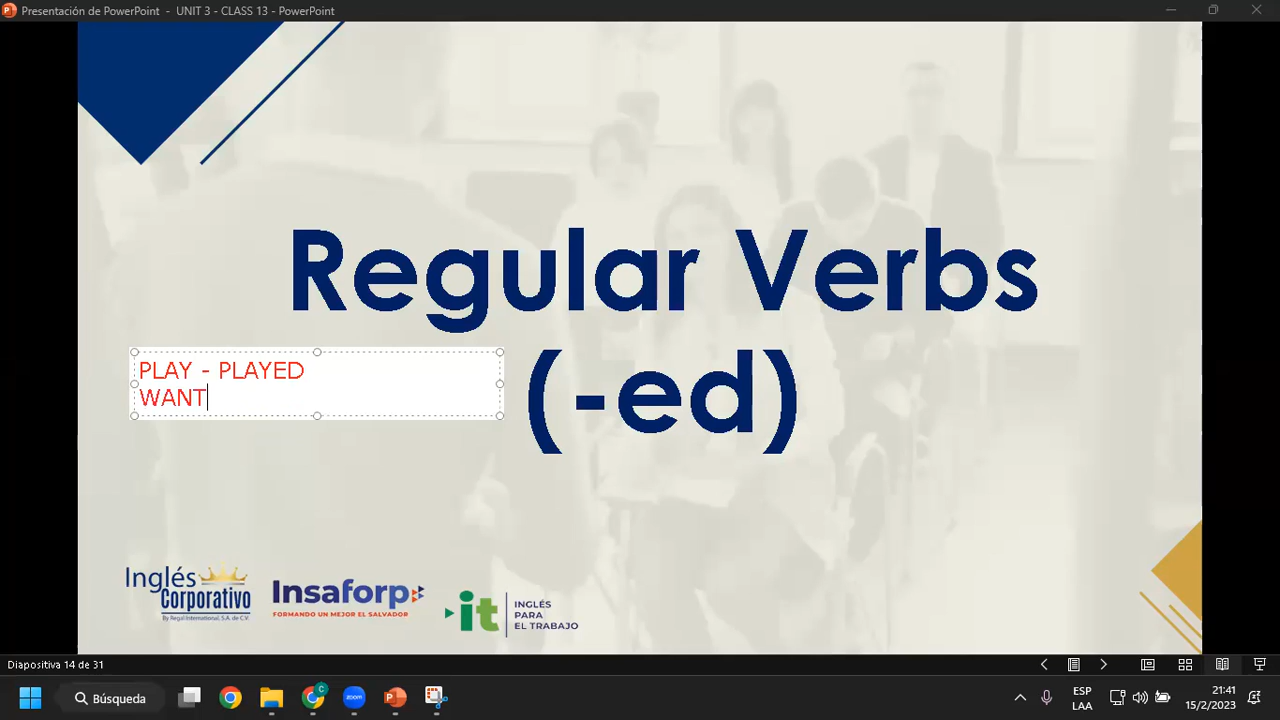 Presentación de PowerPoint - UNIT 3 - CLASS 13 - PowerPoint
Regular Verbs
(-ed)
PLAY - PLAYED
WANT
Inglés
Corporativo
By Regal International, S.A. de C.V.
Insaforp
FORMANDO UN MEJOR EL SALVADOR
it
INGLÉS
PARA
EL TRABAJO
Diapositiva 14 de 31
Búsqueda
C
zoom
ESP
LAA
21:41
15/2/2023